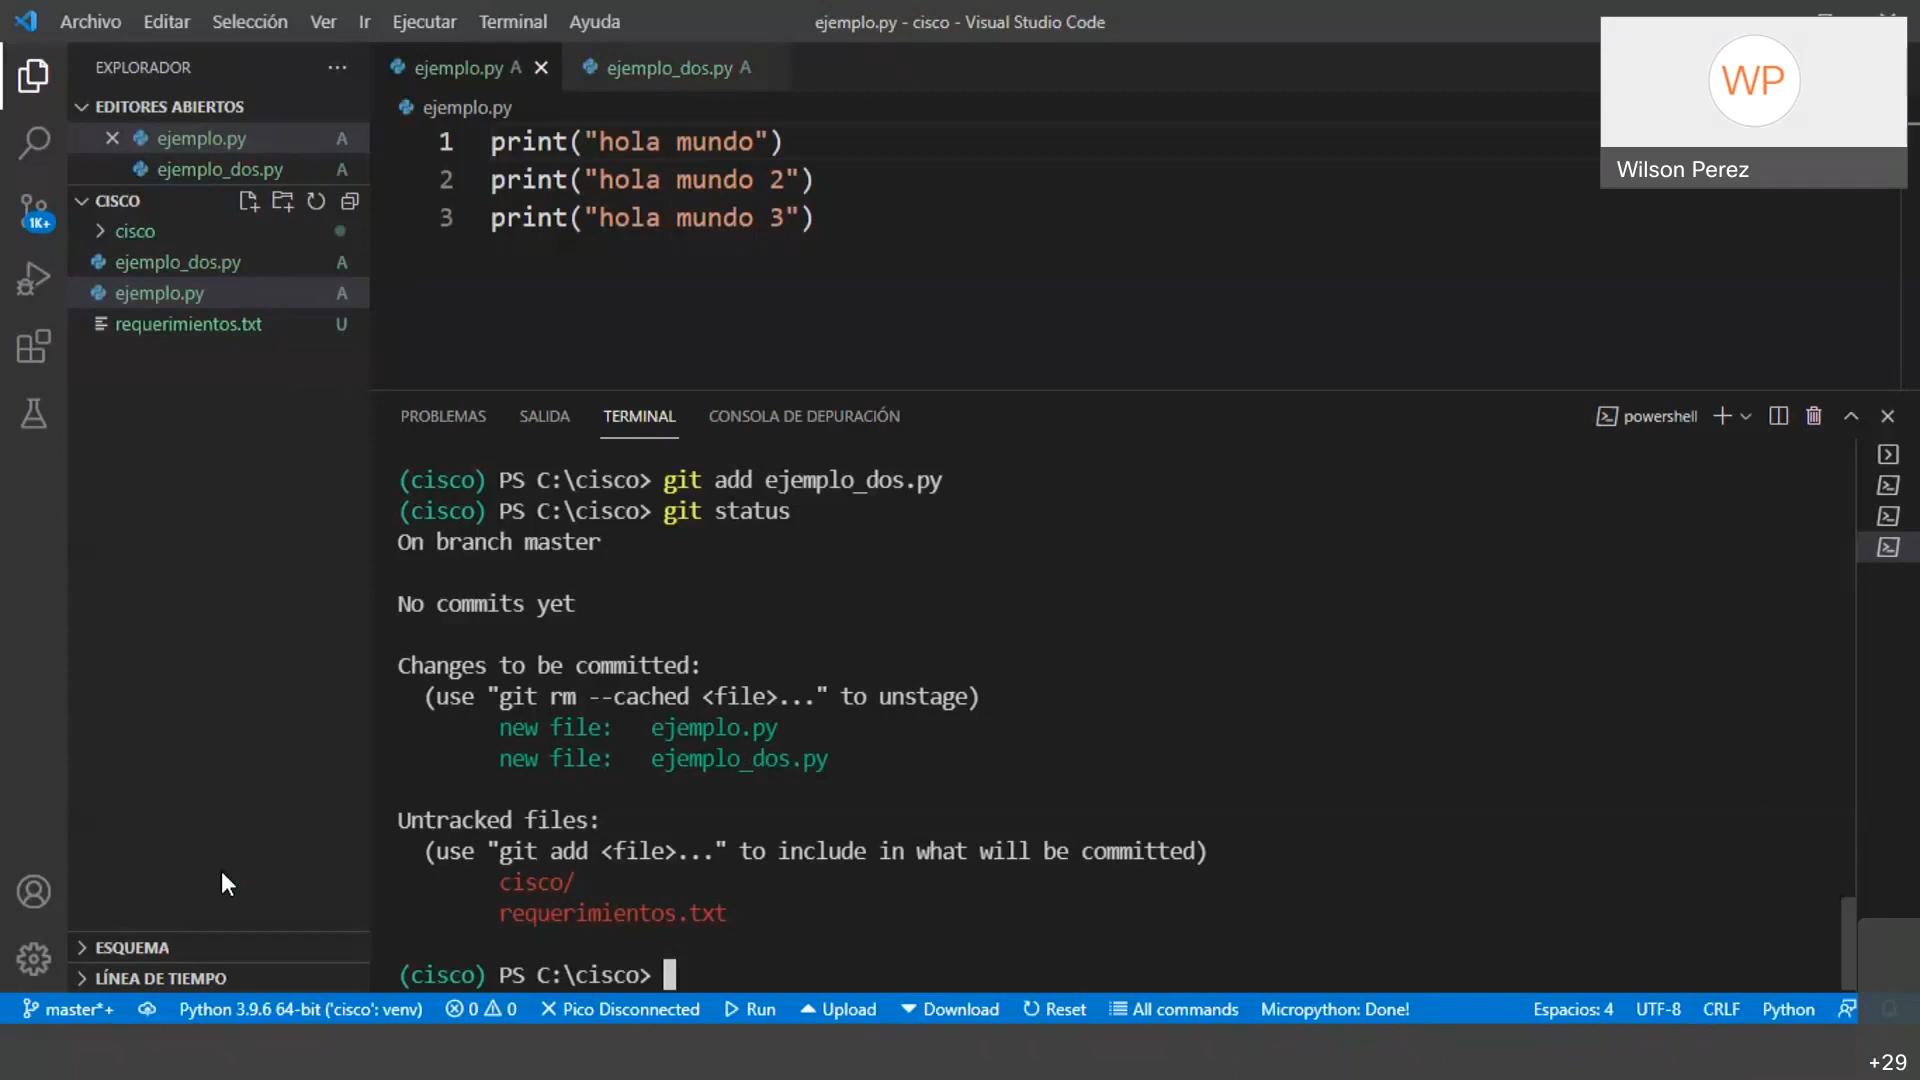 Archivo Editar Selección Ver Ir Ejecutar Terminal Ayuda
ejemplo.py - cisco - Visual Studio Code
WP
Wilson Perez
EXPLORADOR
EDITORES ABIERTOS
ejemplo.py A
ejemplo_dos.py A
CISCO
cisco
ejemplo_dos.py A
ejemplo.py A
requerimientos.txt U
1K+
ESQUEMA
LÍNEA DE TIEMPO
ejemplo.py A
ejemplo_dos.py A
ejemplo.py
1 print("hola mundo")
2 print("hola mundo 2")
3 print("hola mundo 3")
PROBLEMAS SALIDA TERMINAL CONSOLA DE DEPURACIÓN
powershell
(cisco) PS C:\cisco> git add ejemplo_dos.py
(cisco) PS C:\cisco> git status
On branch master
No commits yet
Changes to be committed:
(use "git rm --cached <file>..." to unstage)
new file: ejemplo.py
new file: ejemplo_dos.py
Untracked files:
(use "git add <file>..." to include in what will be committed)
cisco/
requerimientos.txt
(cisco) PS C:\cisco>
master*+ Python 3.9.6 64-bit ('cisco': venv) 0 0 Pico Disconnected Run Upload Download Reset All commands Micropython: Done! Espacios: 4 UTF-8 CRLF Python
+29